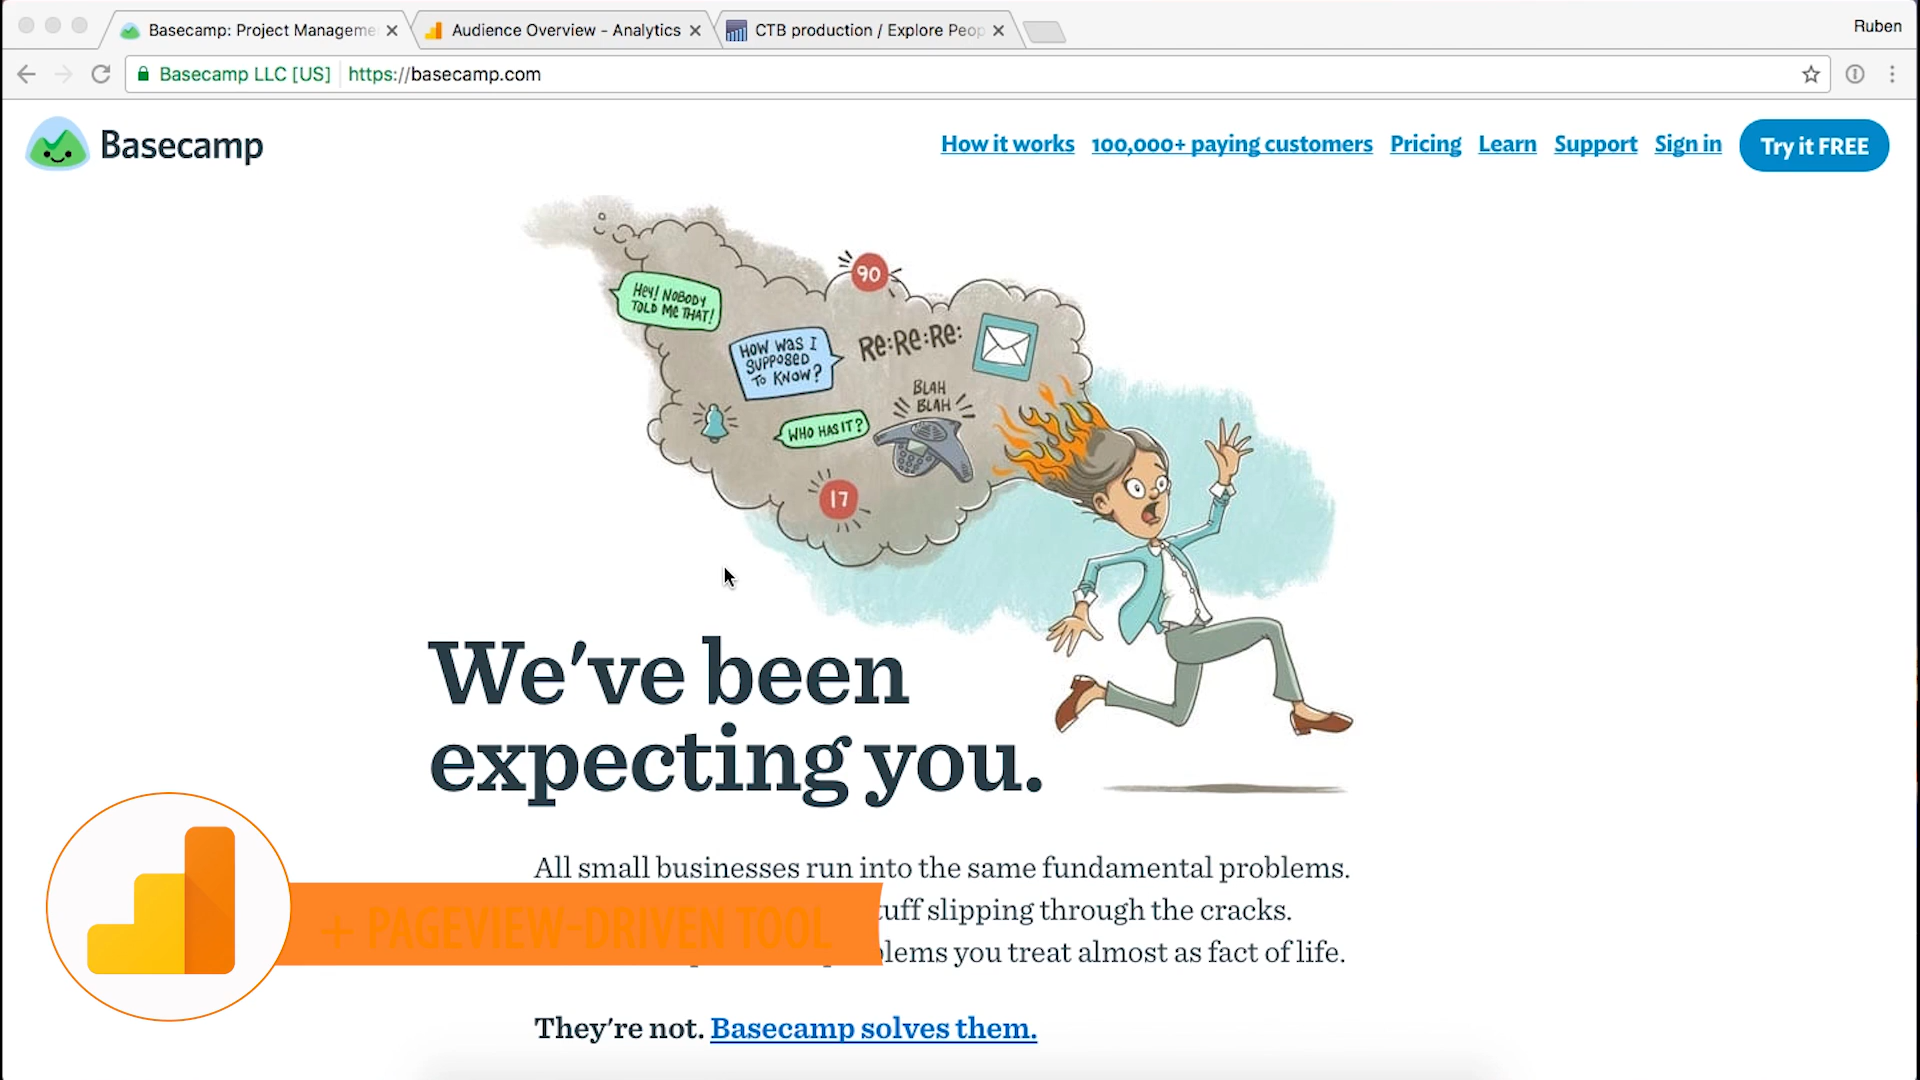 Basecamp: Project Manageme
Audience Overview - Analytics
CTB production / Explore Peop
Ruben
Basecamp LLC [US]
https://basecamp.com
Basecamp
How it works
100,000+ paying customers
Pricing
Learn
Support
Sign in
Try it FREE
Hey! NOBODY
TOLD ME THAT!
90
HOW WAS I
SUPPOSED
TO KNOW?
Re:Re:Re:
BLAH
BLAH
WHO HAS IT?
17
We've been
expecting you.
All small businesses run into the same fundamental problems.
tuff slipping through the cracks.
lems you treat almost as fact of life.
+ PAGEVIEW-DRIVEN TOOL
They're not. Basecamp solves them.